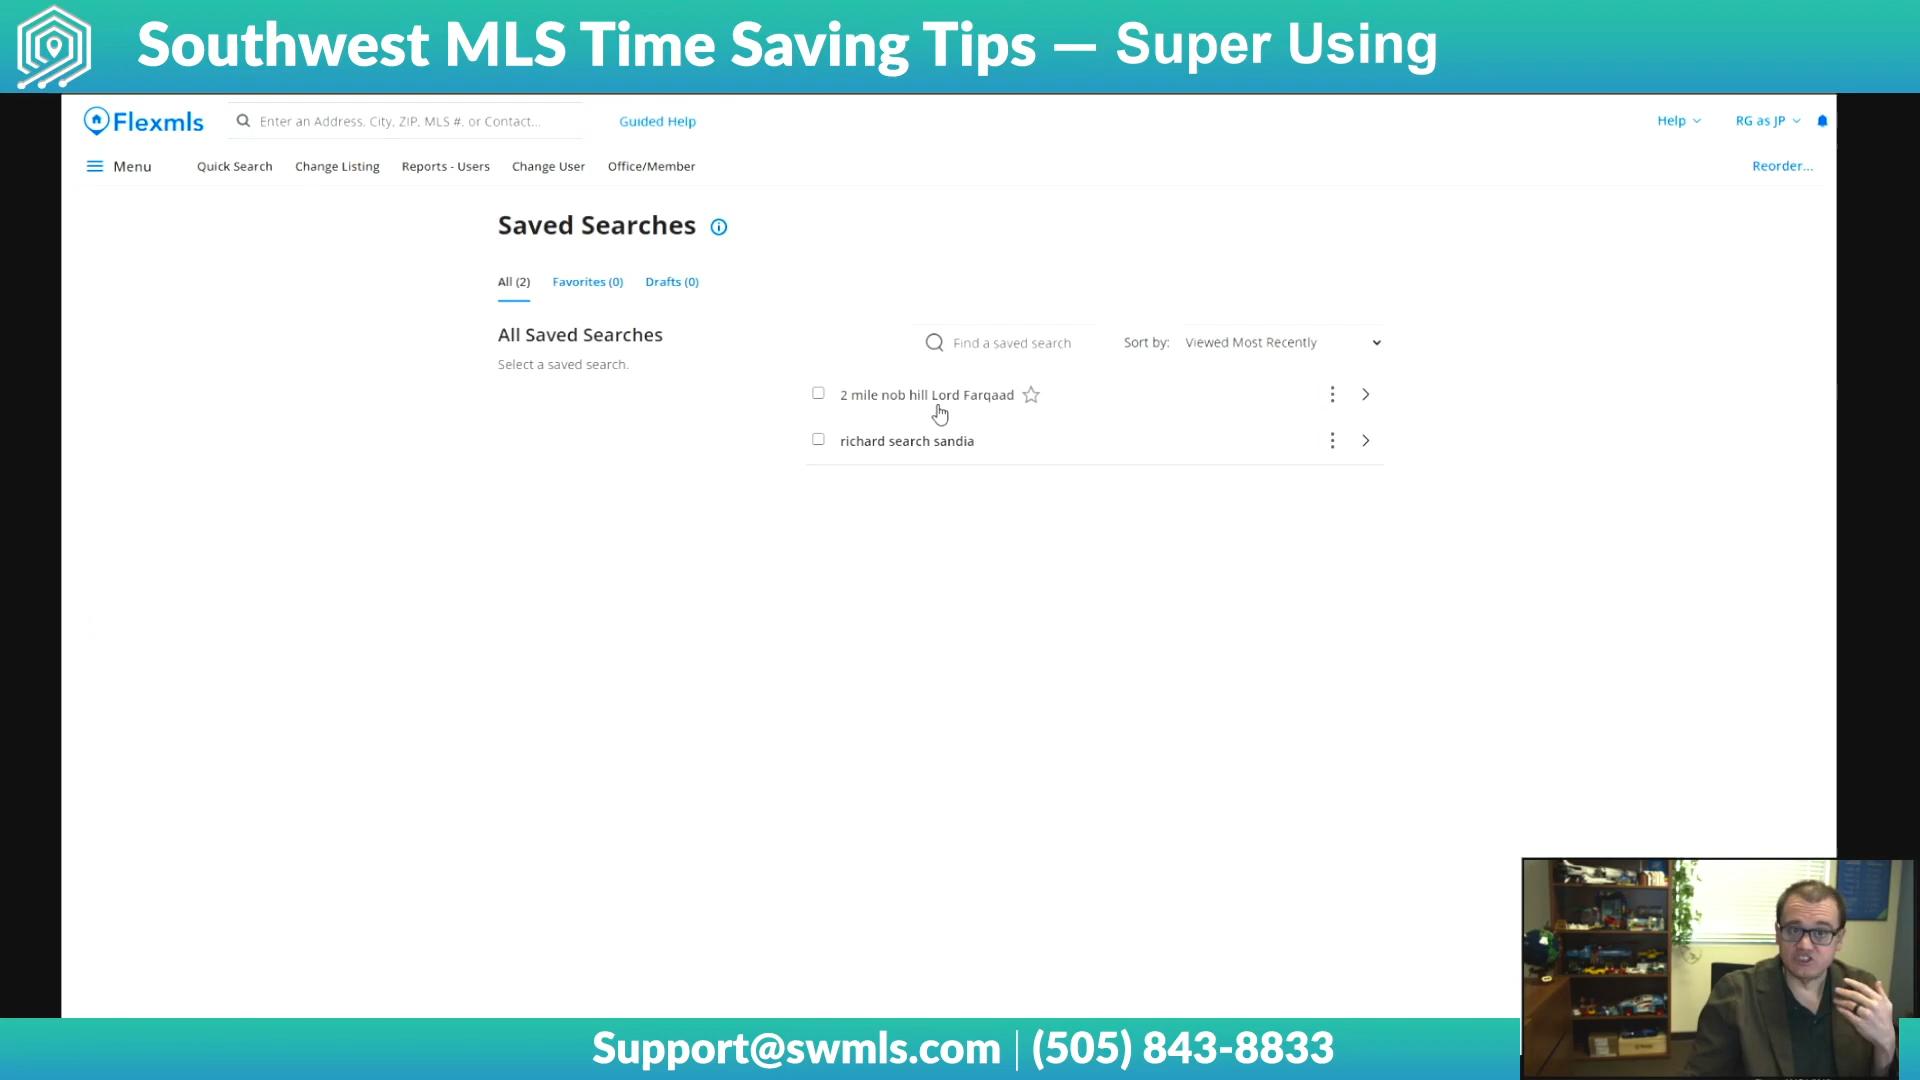 Southwest MLS Time Saving Tips — Super Using
Flexmls
Enter an Address, City, ZIP, MLS #, or Contact...
Guided Help
Help
RG as JP
Menu
Quick Search
Change Listing
Reports - Users
Change User
Office/Member
Reorder...
Saved Searches
All (2)
Favorites (0)
Drafts (0)
All Saved Searches
Select a saved search.
Find a saved search
Sort by:
Viewed Most Recently
2 mile nob hill Lord Farqaad
richard search sandia
Support@swmls.com | (505) 843-8833